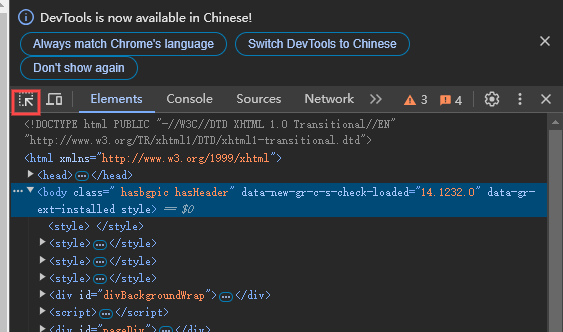 DevTools is now available in Chinese!
Always match Chrome's language
Switch DevTools to Chinese
Don't show again
Elements Console Sources Network 3 4
<!DOCTYPE html PUBLIC "-//W3C//DTD XHTML 1.0 Transitional//EN"
"http://www.w3.org/TR/xhtml1/DTD/xhtml1-transitional.dtd">
<html xmlns="http://www.w3.org/1999/xhtml">
<head>…</head>
<body class=" hasbgpic hasHeader" data-new-gr-c-s-check-loaded="14.1232.0" data-gr-
ext-installed style> == $0
<style> </style>
<style>…</style>
<style>…</style>
<style>…</style>
<div id="divBackgroundWrap">…</div>
<script>…</script>
<div id="pageDiv">…</div>